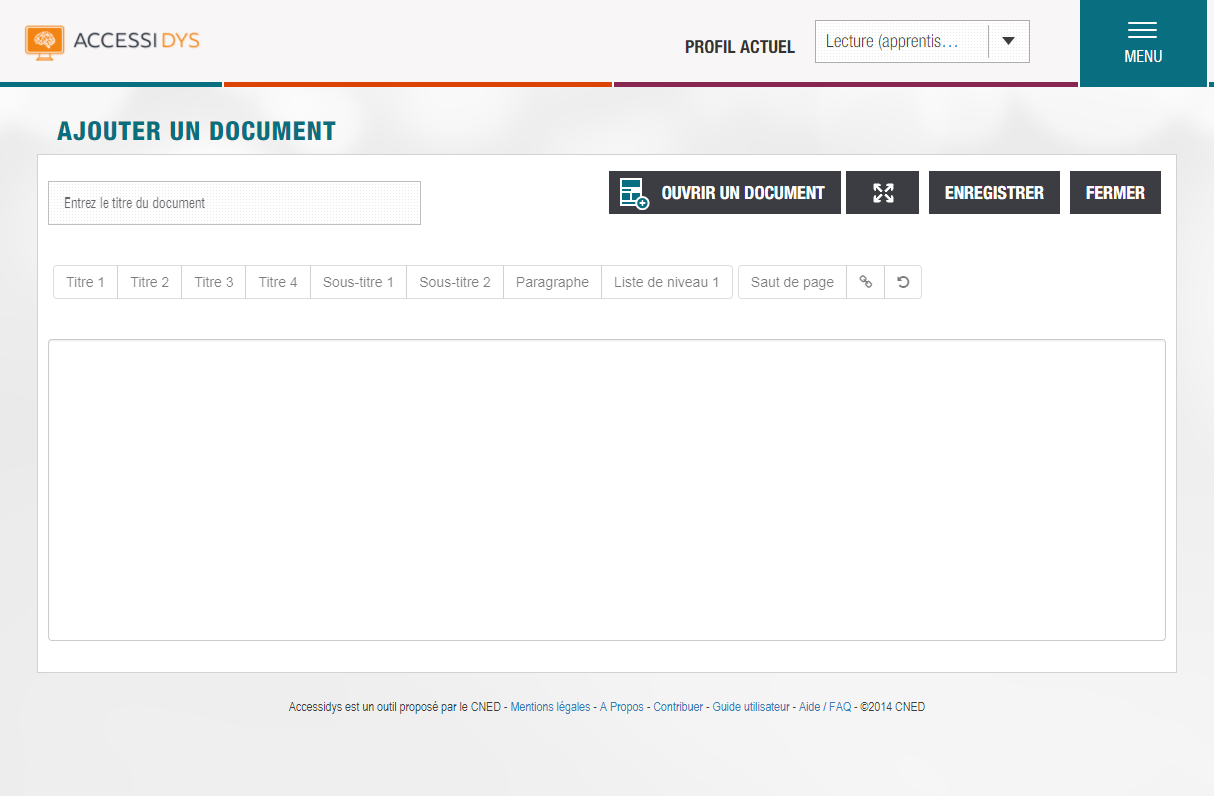 ACCESSIDYS
PROFIL ACTUEL
Lecture (apprentis…
MENU
AJOUTER UN DOCUMENT
Entrez le titre du document
OUVRIR UN DOCUMENT
ENREGISTRER
FERMER
Titre 1
Titre 2
Titre 3
Titre 4
Sous-titre 1
Sous-titre 2
Paragraphe
Liste de niveau 1
Saut de page
Accessidys est un outil proposé par le CNED - Mentions légales - A Propos - Contribuer - Guide utilisateur - Aide / FAQ - ©2014 CNED